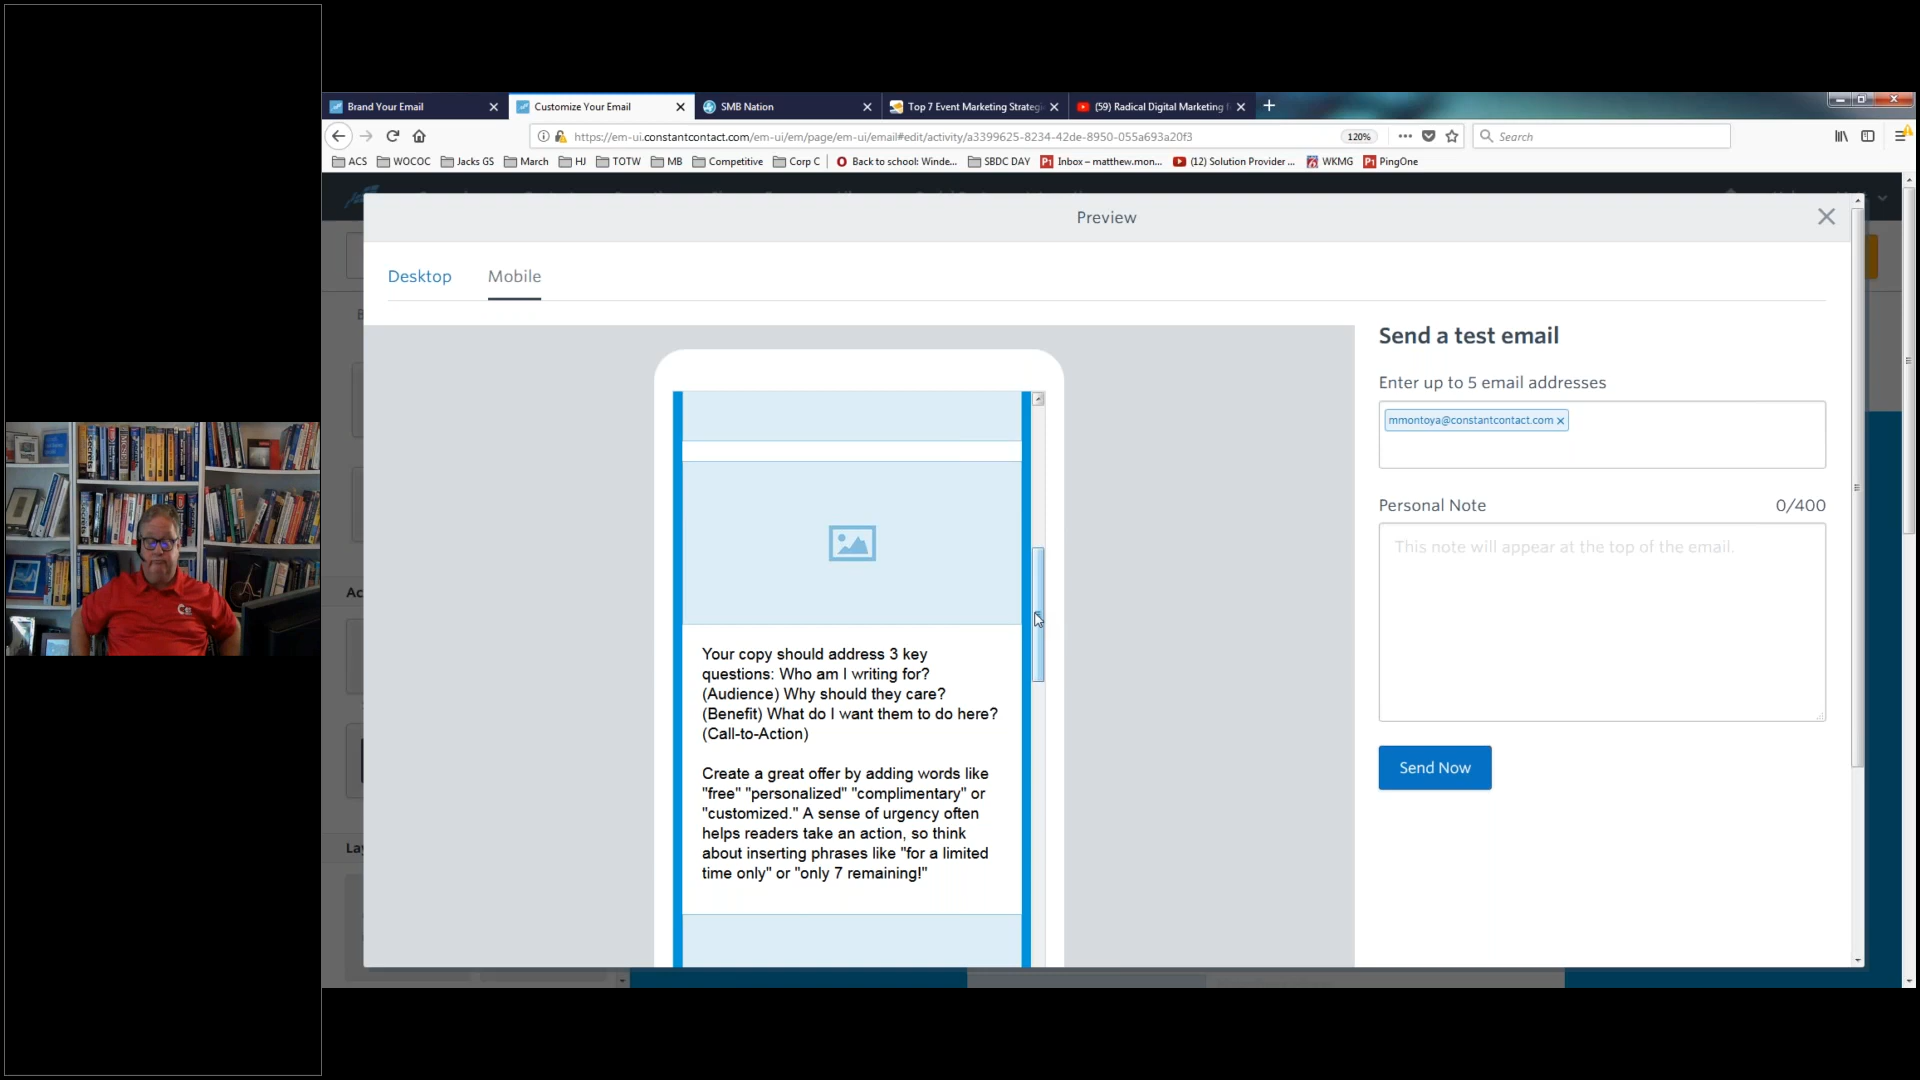 Brand Your Email
Customize Your Email
SMB Nation
Top 7 Event Marketing Strategi
(59) Radical Digital Marketing
https://em-ui.constantcontact.com/em-ui/em/page/em-ui/email#edit/activity/a3399625-8234-42de-8950-055a693a20f3
120%
Search
ACS
WOCOC
Jacks GS
March
HJ
TOTW
MB
Competitive
Corp C
Back to school: Winde...
SBDC DAY
Inbox – matthew.mon...
(12) Solution Provider ...
WKMG
PingOne
Preview
Desktop
Mobile
Send a test email
Enter up to 5 email addresses
mmontoya@constantcontact.com
Personal Note
0/400
This note will appear at the top of the email.
Send Now
Your copy should address 3 key
questions: Who am I writing for?
(Audience) Why should they care?
(Benefit) What do I want them to do here?
(Call-to-Action)
Create a great offer by adding words like
"free" "personalized" "complimentary" or
"customized." A sense of urgency often
helps readers take an action, so think
about inserting phrases like "for a limited
time only" or "only 7 remaining!"